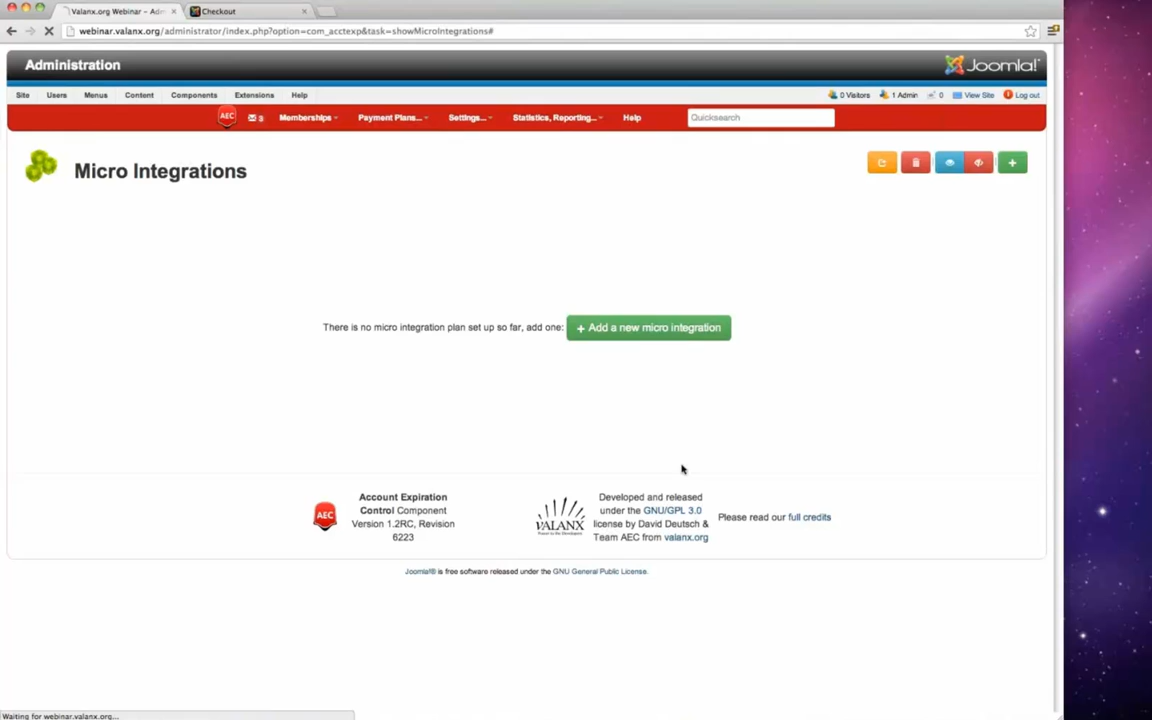 Valanx.org Webinar – Adm
Checkout
webinar.valanx.org/administrator/index.php?option=com_acctexp&task=showMicroIntegrations#
Administration
Joomla!
Site Users Menus Content Components Extensions Help
0 Visitors 1 Admin 0 View Site Log out
AEC 3 Memberships Payment Plans... Settings... Statistics, Reporting... Help Quicksearch
Micro Integrations
There is no micro integration plan set up so far, add one: + Add a new micro integration
AEC
Account Expiration
Control Component
Version 1.2RC, Revision
6223
VALANX
Developed and released
under the GNU/GPL 3.0
license by David Deutsch &
Team AEC from valanx.org
Please read our full credits
Joomla!® is free software released under the GNU General Public License.
Waiting for webinar.valanx.org...